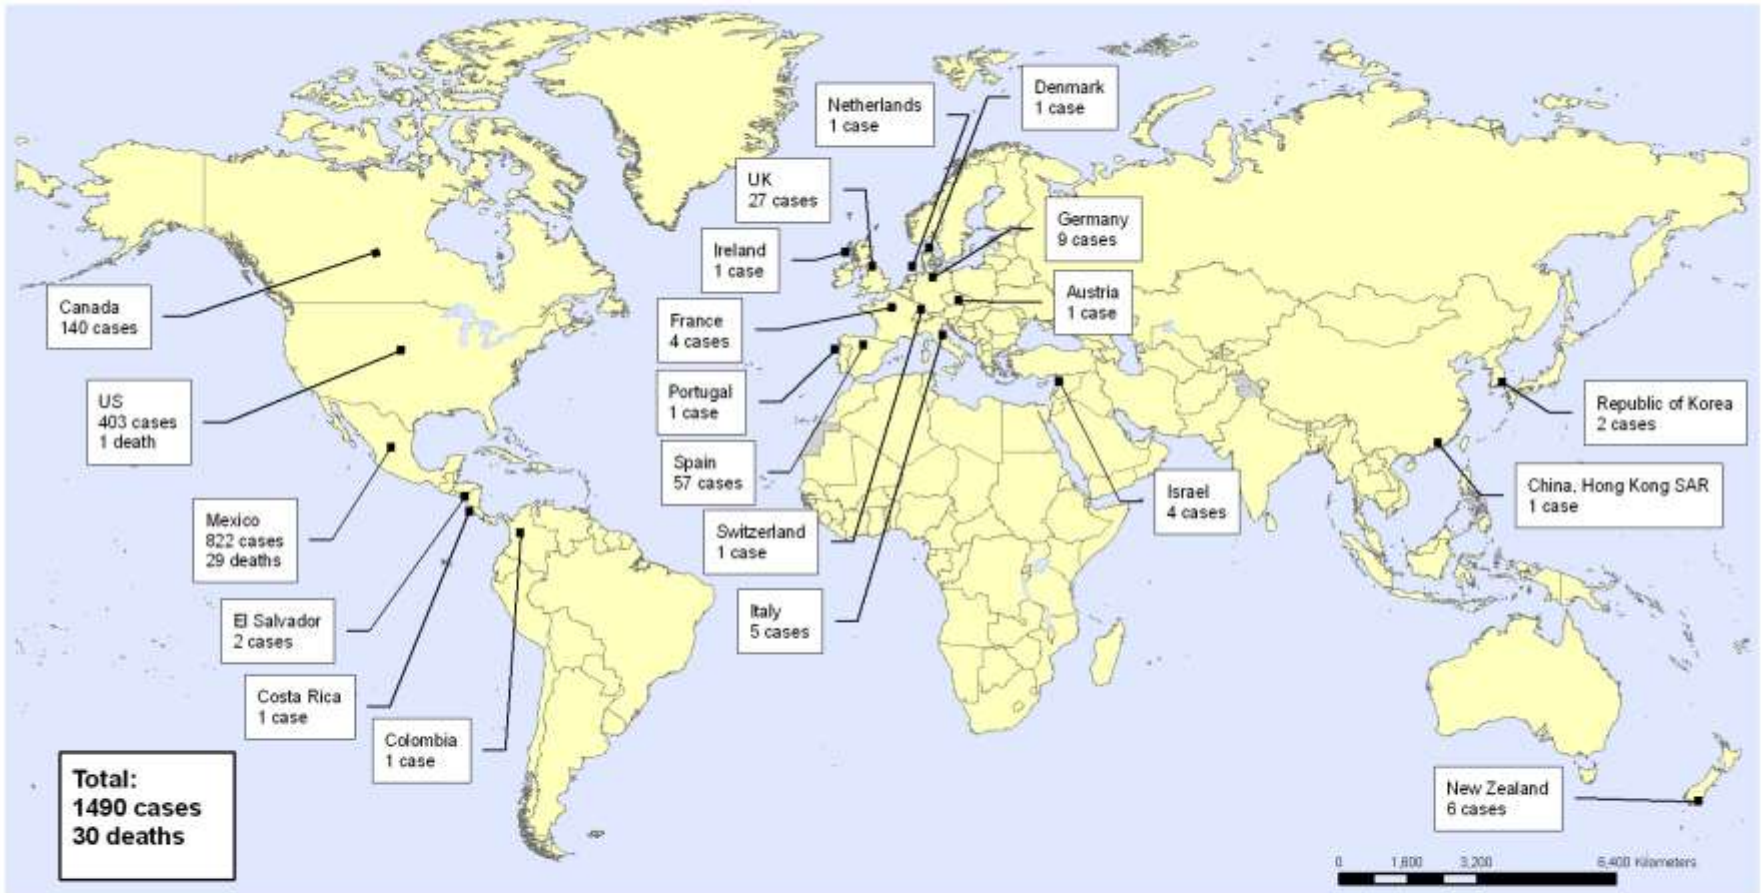 Netherlands
1 case
Denmark
1 case
UK
27 cases
Germany
9 cases
Ireland
1 case
Canada
140 cases
France
4 cases
Austria
1 case
US
403 cases
1 death
Portugal
1 case
Republic of Korea
2 cases
Spain
57 cases
Israel
4 cases
China, Hong Kong SAR
1 case
Mexico
822 cases
29 deaths
Switzerland
1 case
El Salvador
2 cases
Italy
5 cases
Costa Rica
1 case
Colombia
1 case
Total:
1490 cases
30 deaths
New Zealand
6 cases
0 1,600 3,200 6,400 Kilometers